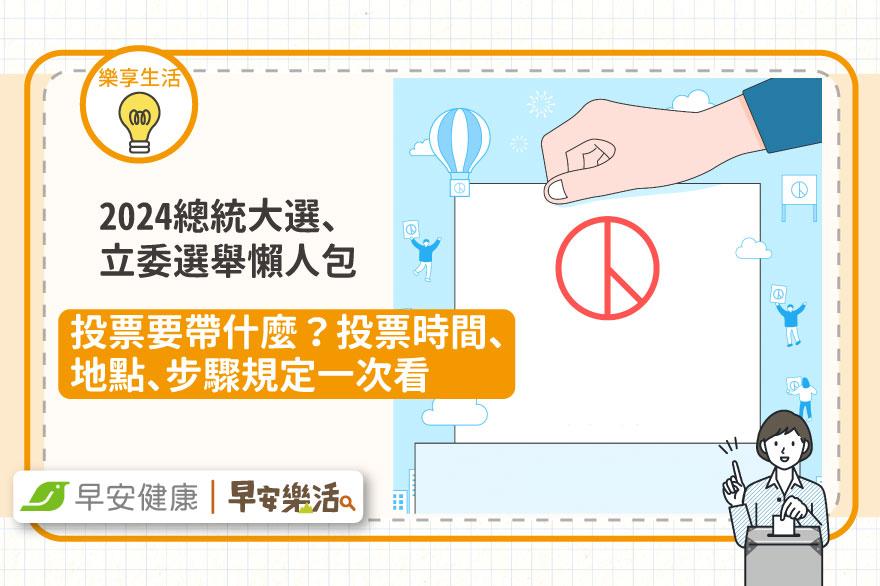 樂享生活
2024總統大選、
立委選舉懶人包
投票要帶什麼？投票時間、
地點、步驟規定一次看
早安健康|早安樂活